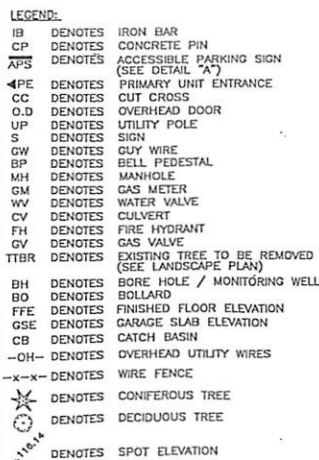 LEGEND:
IB DENOTES IRON BAR
CP DENOTES CONCRETE PIN
APS DENOTES ACCESSIBLE PARKING SIGN
(SEE DETAIL "A")
◄PE DENOTES PRIMARY UNIT ENTRANCE
CC DENOTES CUT CROSS
O.D DENOTES OVERHEAD DOOR
UP DENOTES UTILITY POLE
S DENOTES SIGN
GW DENOTES GUY WIRE
BP DENOTES BELL PEDESTAL
MH DENOTES MANHOLE
GM DENOTES GAS METER
WV DENOTES WATER VALVE
CV DENOTES CULVERT
FH DENOTES FIRE HYDRANT
GV DENOTES GAS VALVE
TTBR DENOTES EXISTING TREE TO BE REMOVED
(SEE LANDSCAPE PLAN)
BH DENOTES BORE HOLE / MONITORING WELL
BO DENOTES BOLLARD
FFE DENOTES FINISHED FLOOR ELEVATION
GSE DENOTES GARAGE SLAB ELEVATION
CB DENOTES CATCH BASIN
-OH- DENOTES OVERHEAD UTILITY WIRES
-x-x- DENOTES WIRE FENCE
DENOTES CONIFEROUS TREE
DENOTES DECIDUOUS TREE
116.14 DENOTES SPOT ELEVATION